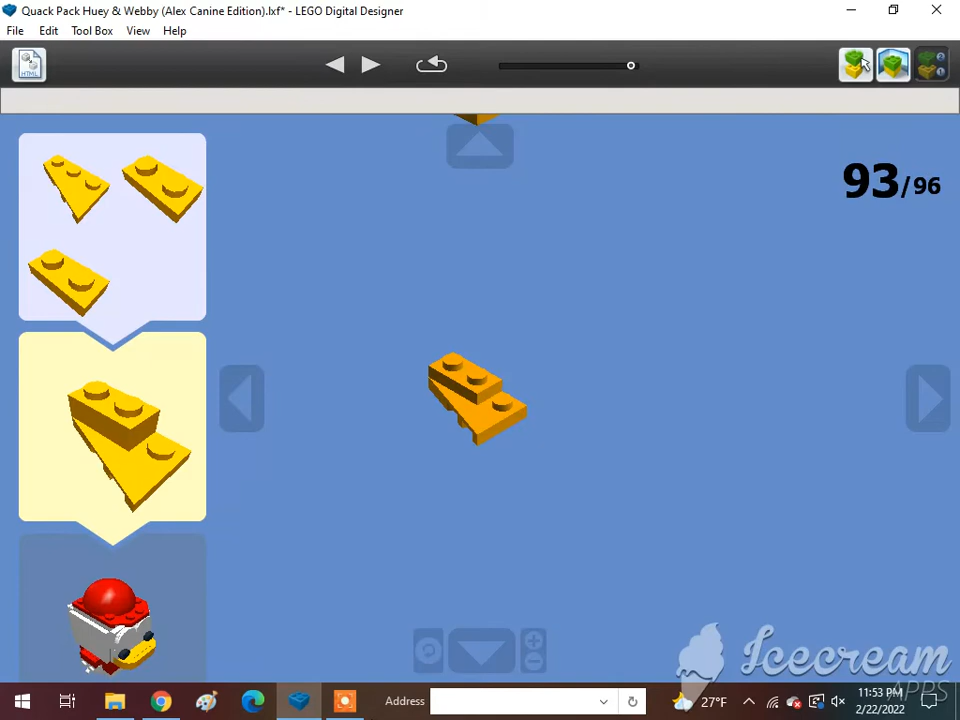 Quack Pack Huey & Webby (Alex Canine Edition).lxf* - LEGO Digital Designer
File Edit Tool Box View Help
HTML
93/96
Icecream
APPS
Address
27°F
11:53 PM
2/22/2022